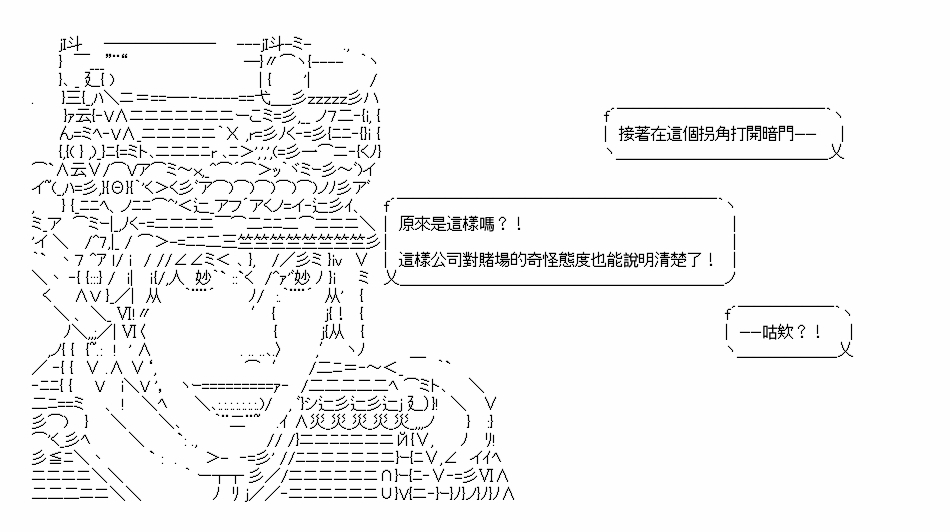 接著在這個拐角打開暗門——
原來是這樣嗎？！
這樣公司對賭場的奇怪態度也能說明清楚了！
——咕欸？！